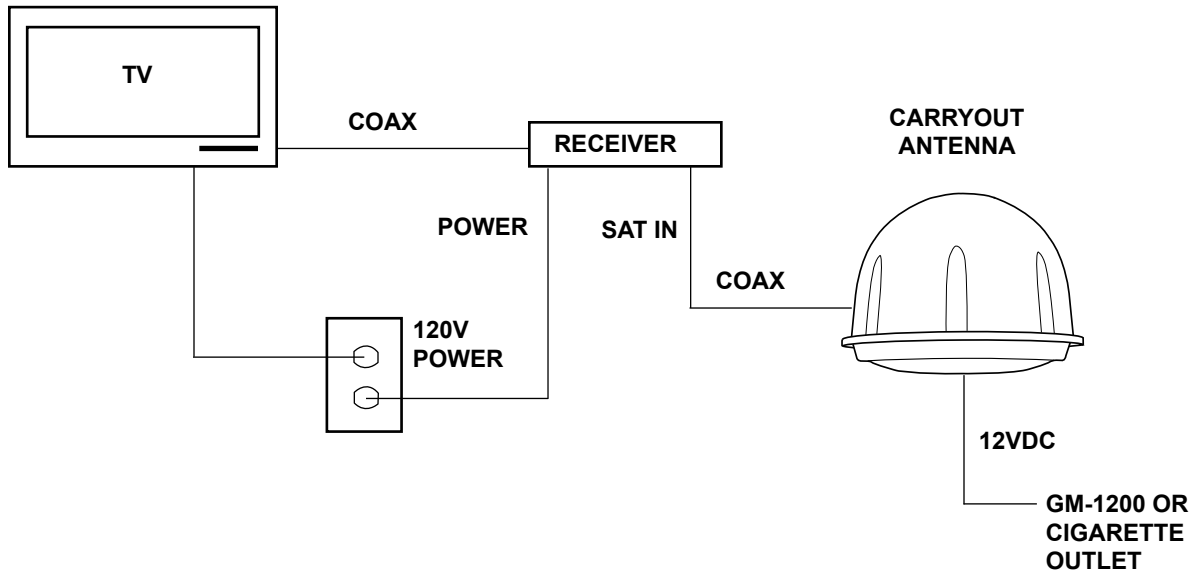 TV
COAX
RECEIVER
CARRYOUT
ANTENNA
POWER
SAT IN
COAX
120V
POWER
12VDC
GM-1200 OR
CIGARETTE
OUTLET